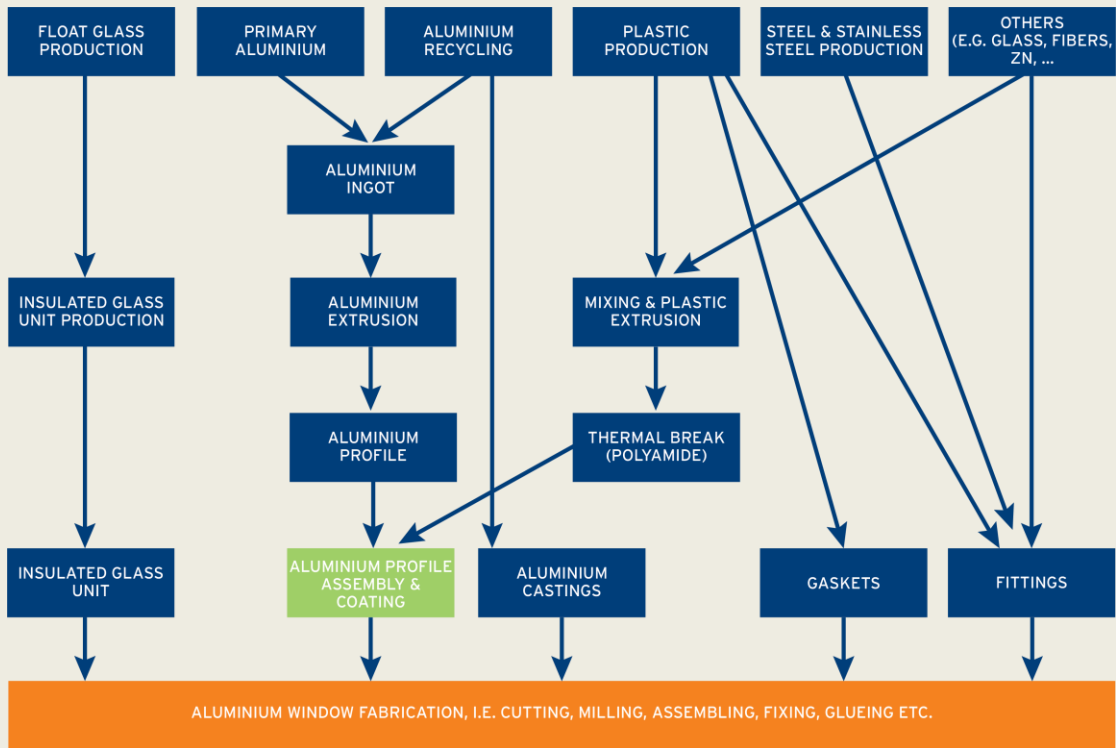 FLOAT GLASS
PRODUCTION
PRIMARY
ALUMINIUM
ALUMINIUM
RECYCLING
PLASTIC
PRODUCTION
STEEL & STAINLESS
STEEL PRODUCTION
OTHERS
(E.G. GLASS, FIBERS,
ZN, ...
ALUMINIUM
INGOT
INSULATED GLASS
UNIT PRODUCTION
ALUMINIUM
EXTRUSION
MIXING & PLASTIC
EXTRUSION
ALUMINIUM
PROFILE
THERMAL BREAK
(POLYAMIDE)
INSULATED GLASS
UNIT
ALUMINIUM PROFILE
ASSEMBLY &
COATING
ALUMINIUM
CASTINGS
GASKETS
FITTINGS
ALUMINIUM WINDOW FABRICATION, I.E. CUTTING, MILLING, ASSEMBLING, FIXING, GLUEING ETC.